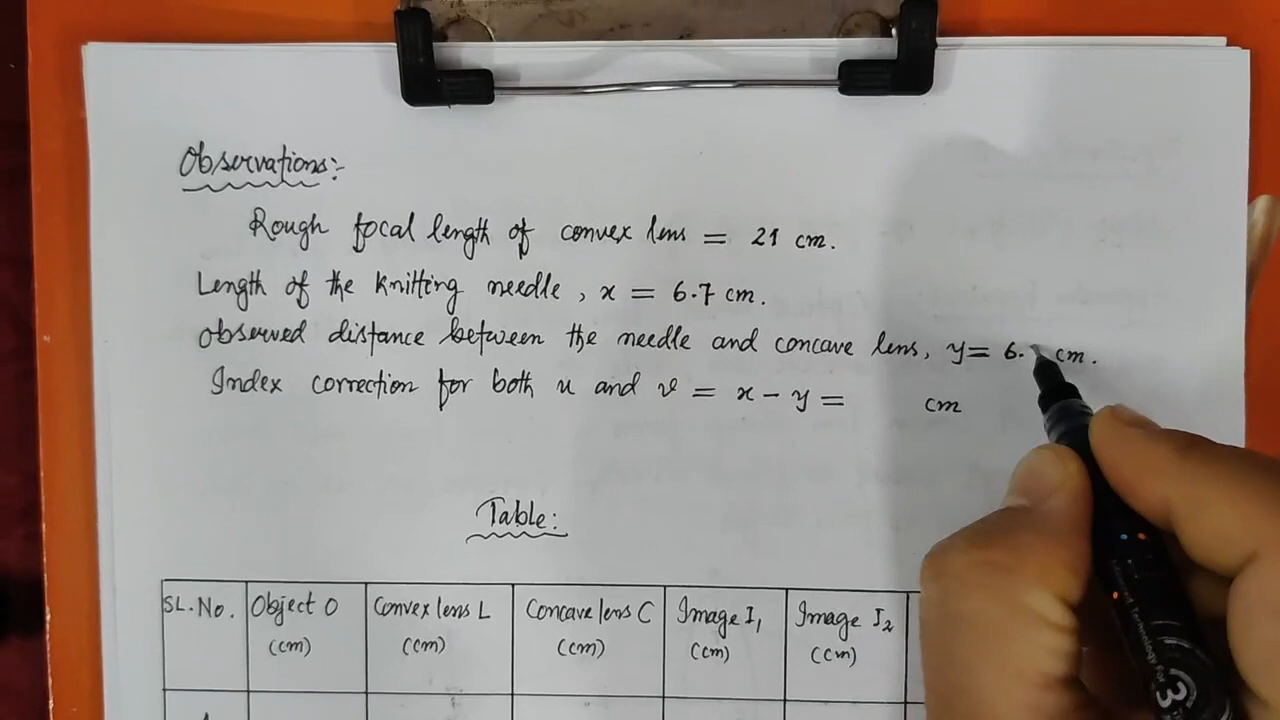 Observations:-
Rough focal length of convex lens = 21 cm.
Length of the knitting needle, x = 6.7 cm.
Observed distance between the needle and concave lens, y = 6. cm.
Index correction for both u and v = x - y = cm
Table:
SL. No. Object O (cm) Convex lens L (cm) Concave lens C (cm) Image I₁ (cm) Image I₂ (cm)
3